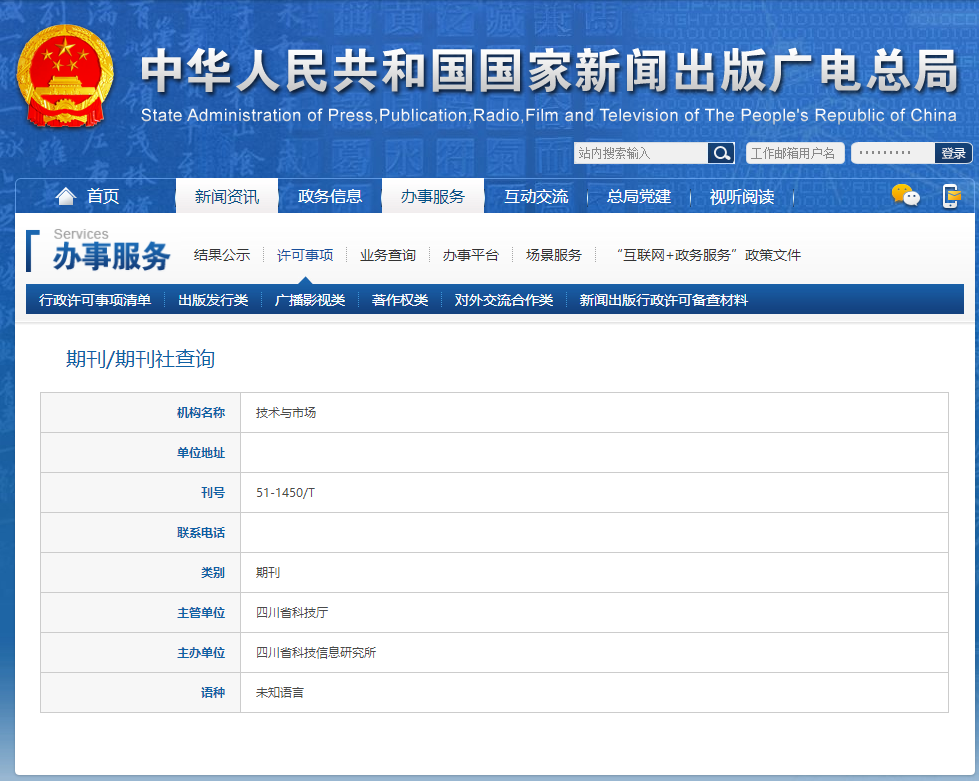 中华人民共和国国家新闻出版广电总局
State Administration of Press,Publication,Radio,Film and Television of The People's Republic of China
站内搜索输入 工作邮箱用户名 ········· 登录
首页 新闻资讯 政务信息 办事服务 互动交流 总局党建 视听阅读
Services
办事服务 结果公示 许可事项 业务查询 办事平台 场景服务 “互联网+政务服务”政策文件
行政许可事项清单 出版发行类 广播影视类 著作权类 对外交流合作类 新闻出版行政许可备查材料
期刊/期刊社查询
机构名称 技术与市场
单位地址
刊号 51-1450/T
联系电话
类别 期刊
主管单位 四川省科技厅
主办单位 四川省科技信息研究所
语种 未知语言